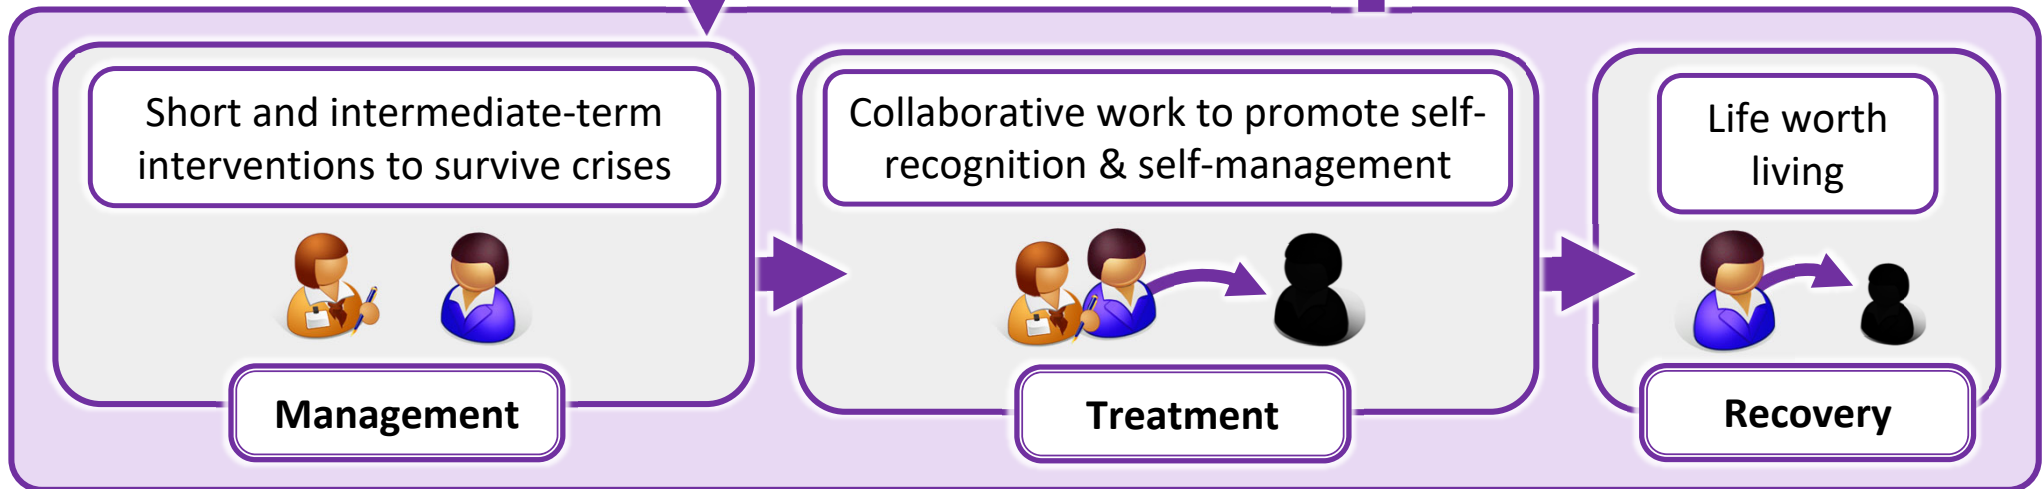 Short and intermediate-term
interventions to survive crises
Management
Collaborative work to promote self-
recognition & self-management
Treatment
Life worth
living
Recovery